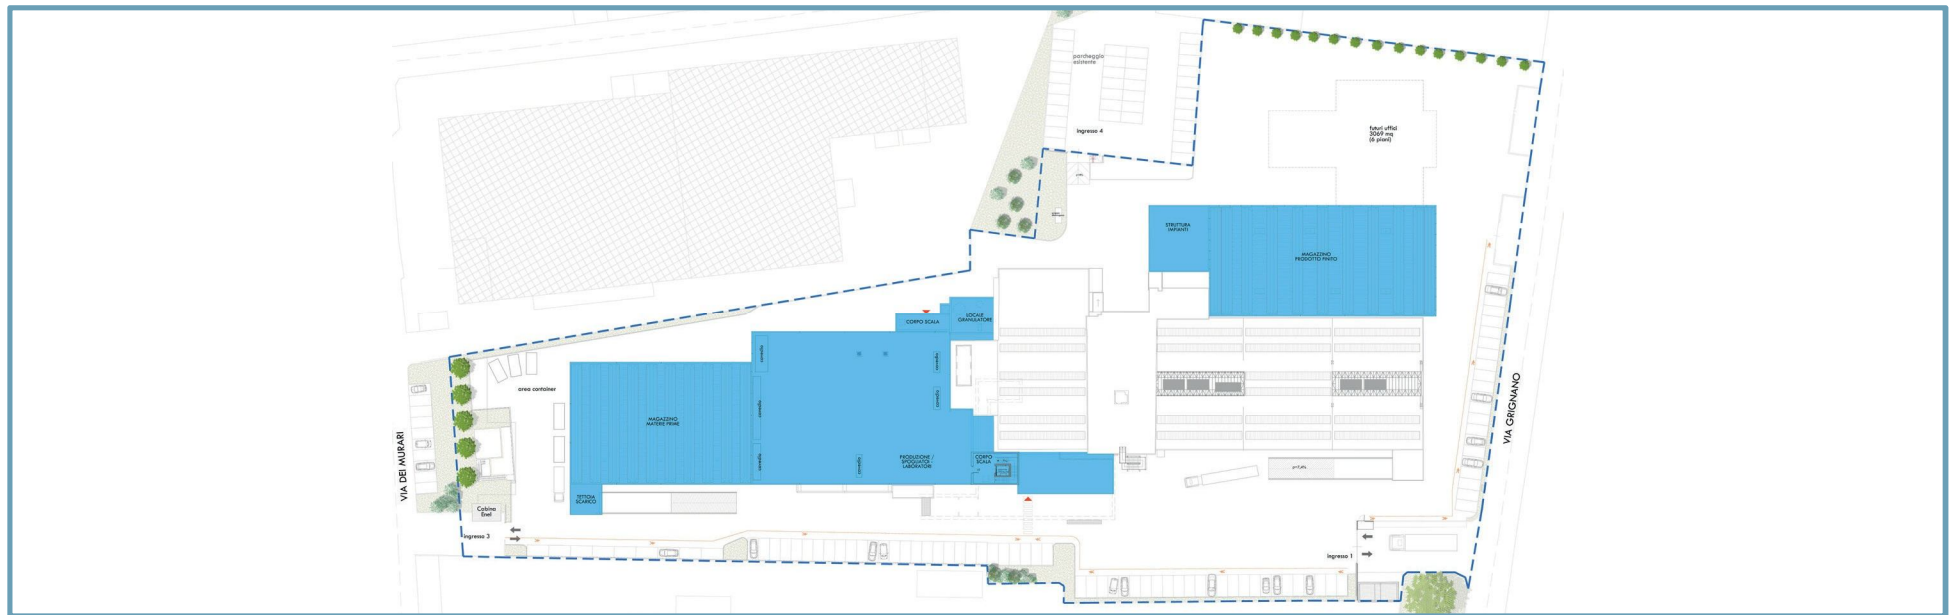 parcheggio
esistente
ingresso 4
futuri uffici
3069 mq
(6 piani)
STRUTTURA
IMPIANTI
MAGAZZINO
PRODOTTO FINITO
LOCALE
GRANULATORE
CORPO SCALA
area container
MAGAZZINO
MATERIE PRIME
PRODUZIONE /
SPOGLIATOI /
LABORATORI
CORPO
SCALA
TETTOIA
SCARICO
Cabina
Enel
ingresso 3
ingresso 1
VIA DEI MURARI
VIA GRIGNANO